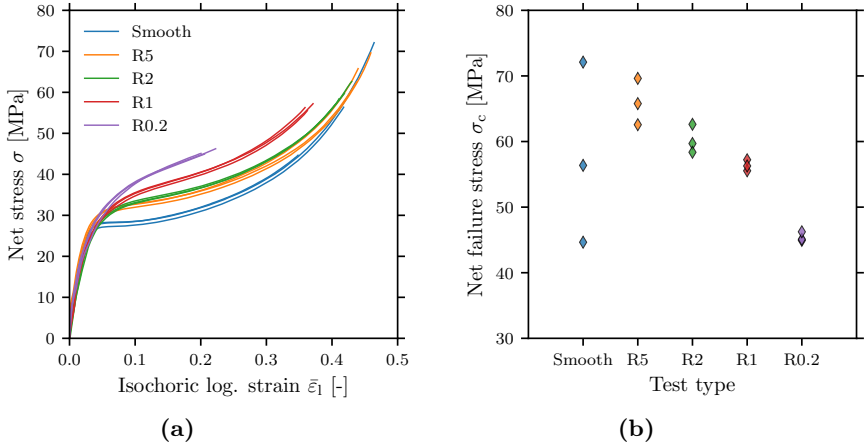 80
70
60
50
40
30
20
10
0
Net stress σ [MPa]
Smooth
R5
R2
R1
R0.2
0.0 0.1 0.2 0.3 0.4 0.5
Isochoric log. strain ε̄₁ [-]
(a)
80
70
60
50
40
30
Net failure stress σ_c [MPa]
Smooth R5 R2 R1 R0.2
Test type
(b)